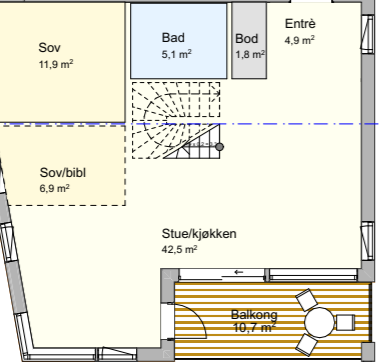 Entrè
4,9 m²
Bad
5,1 m²
Bod
1,8 m²
Sov
11,9 m²
Sov/bibl
6,9 m²
Stue/kjøkken
42,5 m²
Balkong
10,7 m²